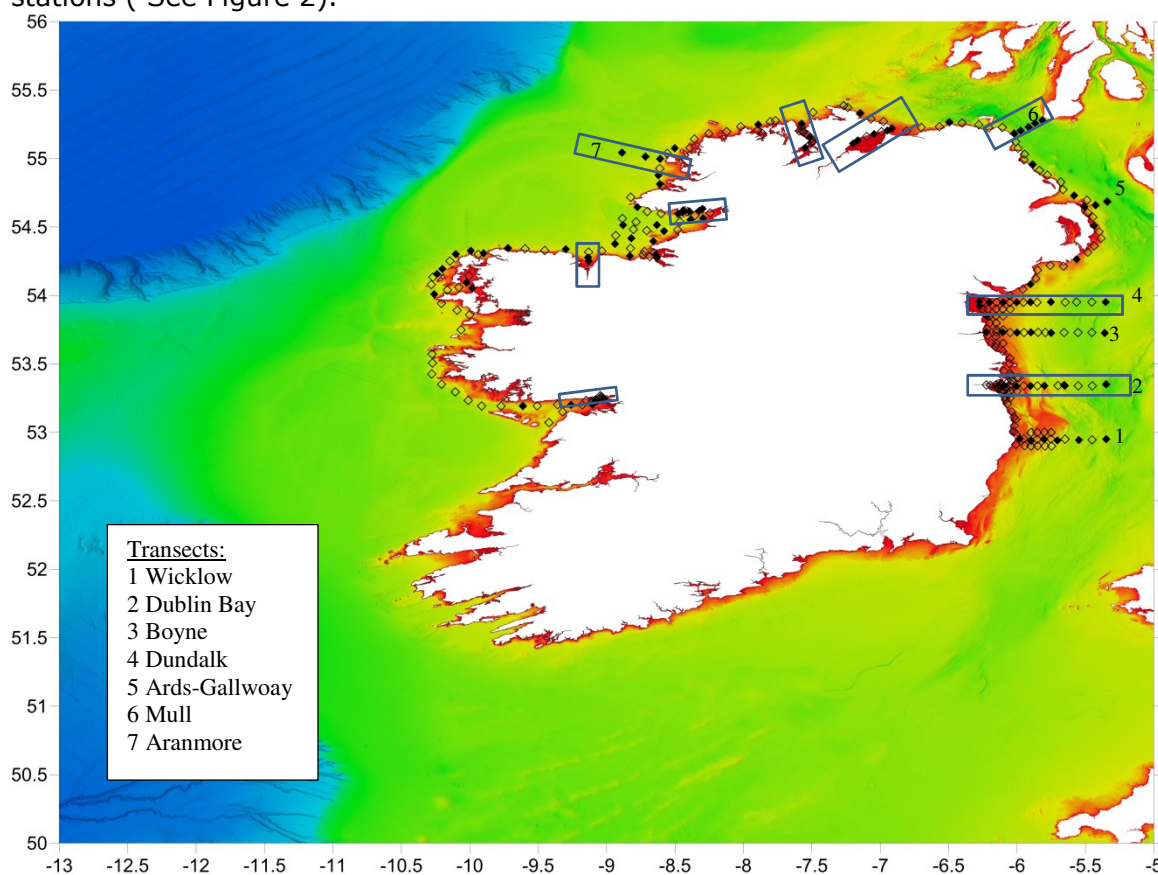 stations ( See Figure 2).
56
55.5
55
54.5
54
53.5
53
52.5
52
51.5
51
50.5
50
-13 -12.5 -12 -11.5 -11 -10.5 -10 -9.5 -9 -8.5 -8 -7.5 -7 -6.5 -6 -5.5 -5
7
6
5
4
3
2
1
Transects:
1 Wicklow
2 Dublin Bay
3 Boyne
4 Dundalk
5 Ards-Gallwoay
6 Mull
7 Aranmore